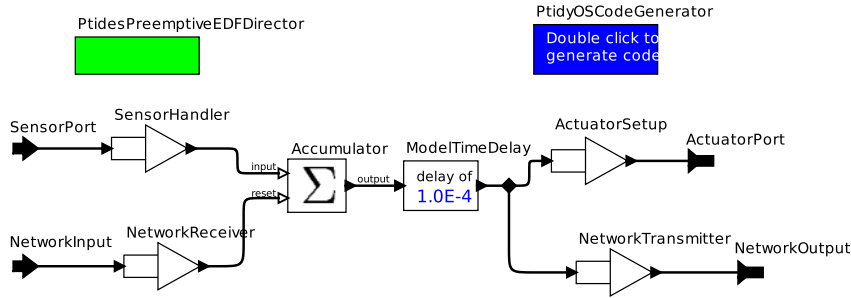 PtidesPreemptiveEDFDirector
PtidyOSCodeGenerator
Double click to
generate code
SensorPort
SensorHandler
input
reset
Accumulator
Σ
output
ModelTimeDelay
delay of
1.0E-4
ActuatorSetup
ActuatorPort
NetworkInput
NetworkReceiver
NetworkTransmitter
NetworkOutput